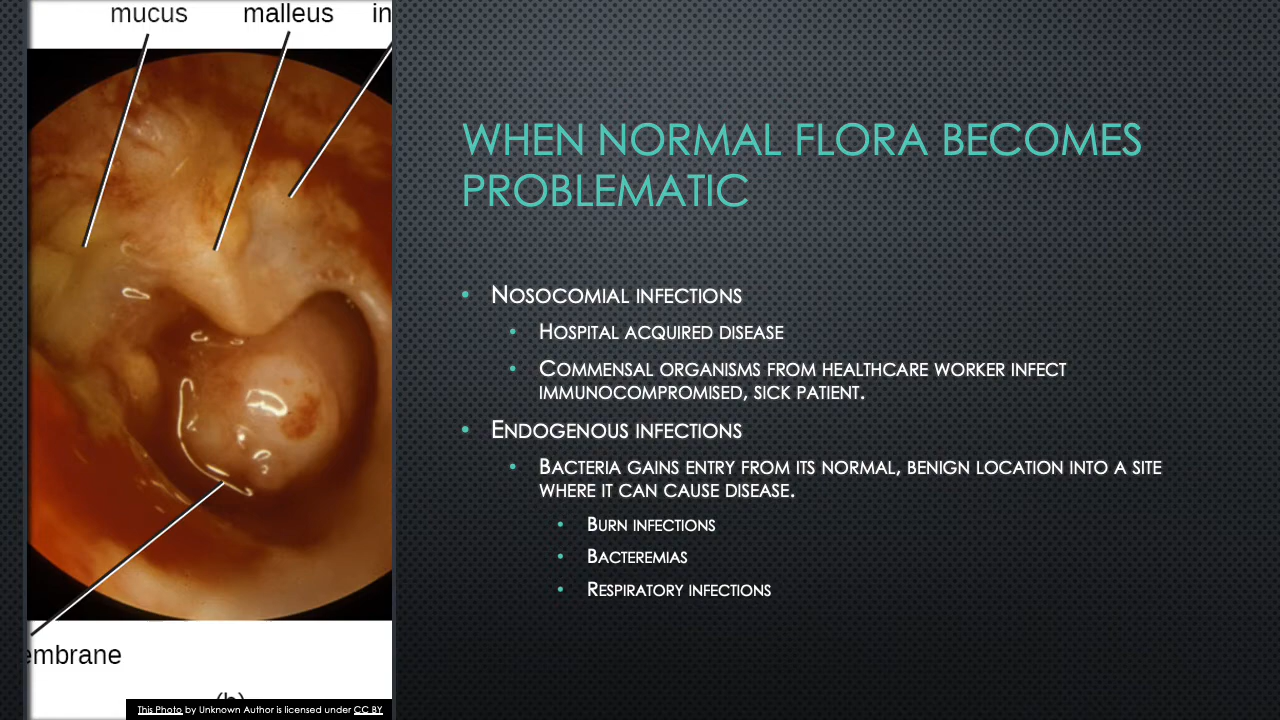 mucus malleus in
WHEN NORMAL FLORA BECOMES
PROBLEMATIC
• NOSOCOMIAL INFECTIONS
• HOSPITAL ACQUIRED DISEASE
• COMMENSAL ORGANISMS FROM HEALTHCARE WORKER INFECT
IMMUNOCOMPROMISED, SICK PATIENT.
• ENDOGENOUS INFECTIONS
• BACTERIA GAINS ENTRY FROM ITS NORMAL, BENIGN LOCATION INTO A SITE
WHERE IT CAN CAUSE DISEASE.
• BURN INFECTIONS
• BACTEREMIAS
• RESPIRATORY INFECTIONS
embrane
(b)
This Photo by Unknown Author is licensed under CC BY